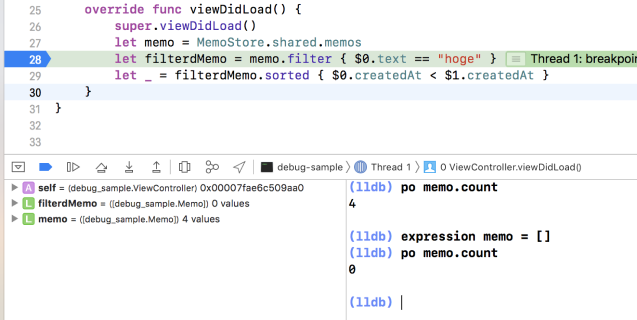 25 override func viewDidLoad() {
26 super.viewDidLoad()
27 let memo = MemoStore.shared.memos
28 let filterdMemo = memo.filter { $0.text == "hoge" } Thread 1: breakpoin
29 let _ = filterdMemo.sorted { $0.createdAt < $1.createdAt }
30 }
31 }
32
33
debug-sample Thread 1 0 ViewController.viewDidLoad()
A self = (debug_sample.ViewController) 0x00007fae6c509aa0
L filterdMemo = ([debug_sample.Memo]) 0 values
L memo = ([debug_sample.Memo]) 4 values
(lldb) po memo.count
4
(lldb) expression memo = []
(lldb) po memo.count
0
(lldb)